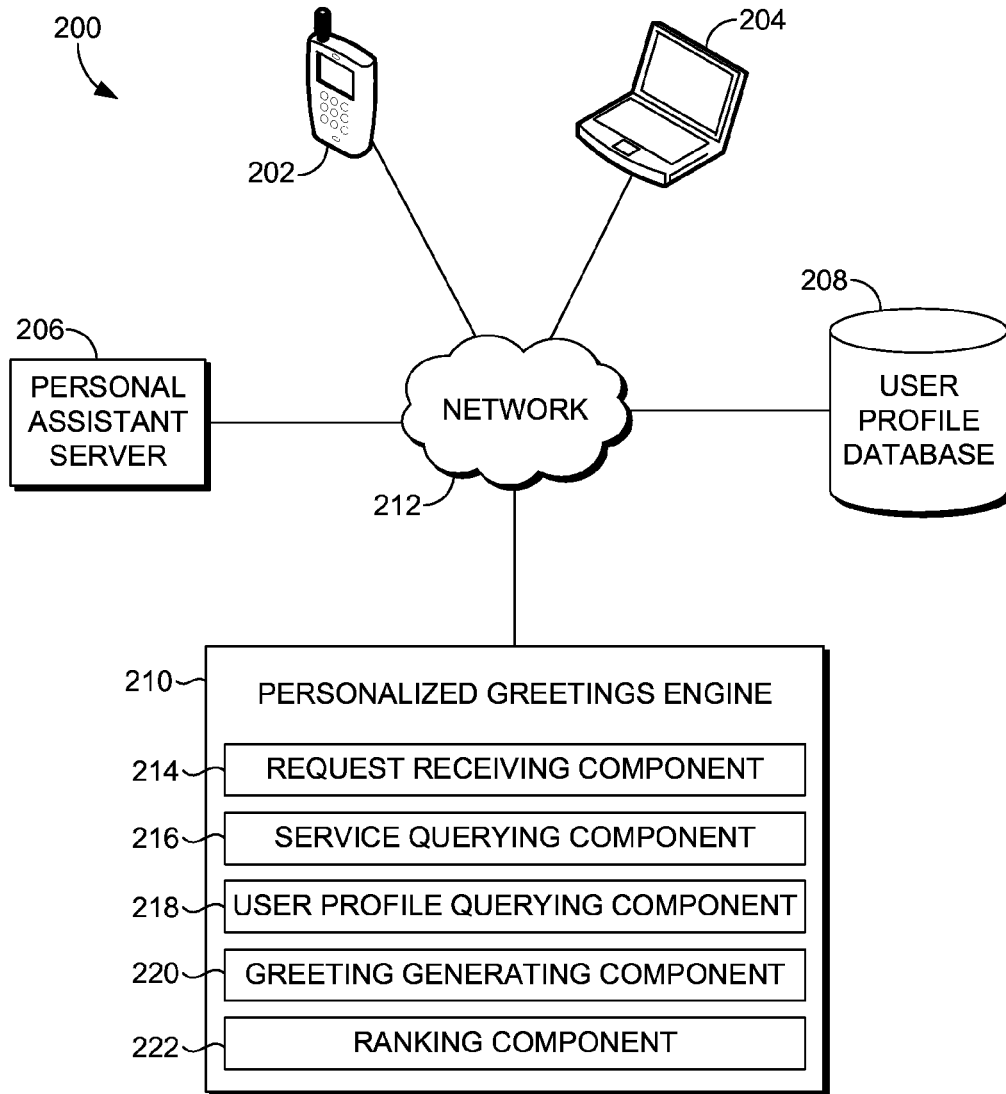 200
202
204
206
PERSONAL
ASSISTANT
SERVER
NETWORK
212
208
USER
PROFILE
DATABASE
210
PERSONALIZED GREETINGS ENGINE
214
REQUEST RECEIVING COMPONENT
216
SERVICE QUERYING COMPONENT
218
USER PROFILE QUERYING COMPONENT
220
GREETING GENERATING COMPONENT
222
RANKING COMPONENT